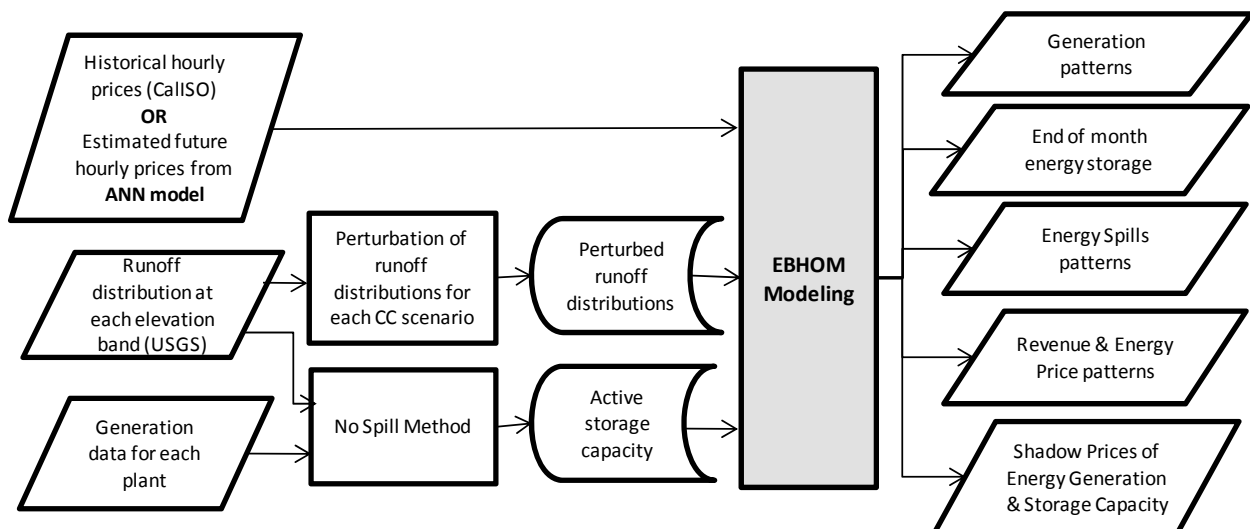 Historical hourly
prices (CalISO)
OR
Estimated future
hourly prices from
ANN model
Runoff
distribution at
each elevation
band (USGS)
Generation
data for each
plant
Perturbation of
runoff
distributions for
each CC scenario
No Spill Method
Perturbed
runoff
distributions
Active
storage
capacity
EBHOM
Modeling
Generation
patterns
End of month
energy storage
Energy Spills
patterns
Revenue & Energy
Price patterns
Shadow Prices of
Energy Generation
& Storage Capacity